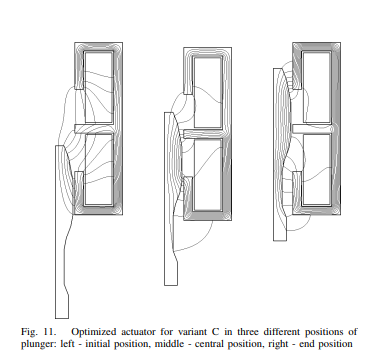 Fig. 11. Optimized actuator for variant C in three different positions of
plunger: left - initial position, middle - central position, right - end position